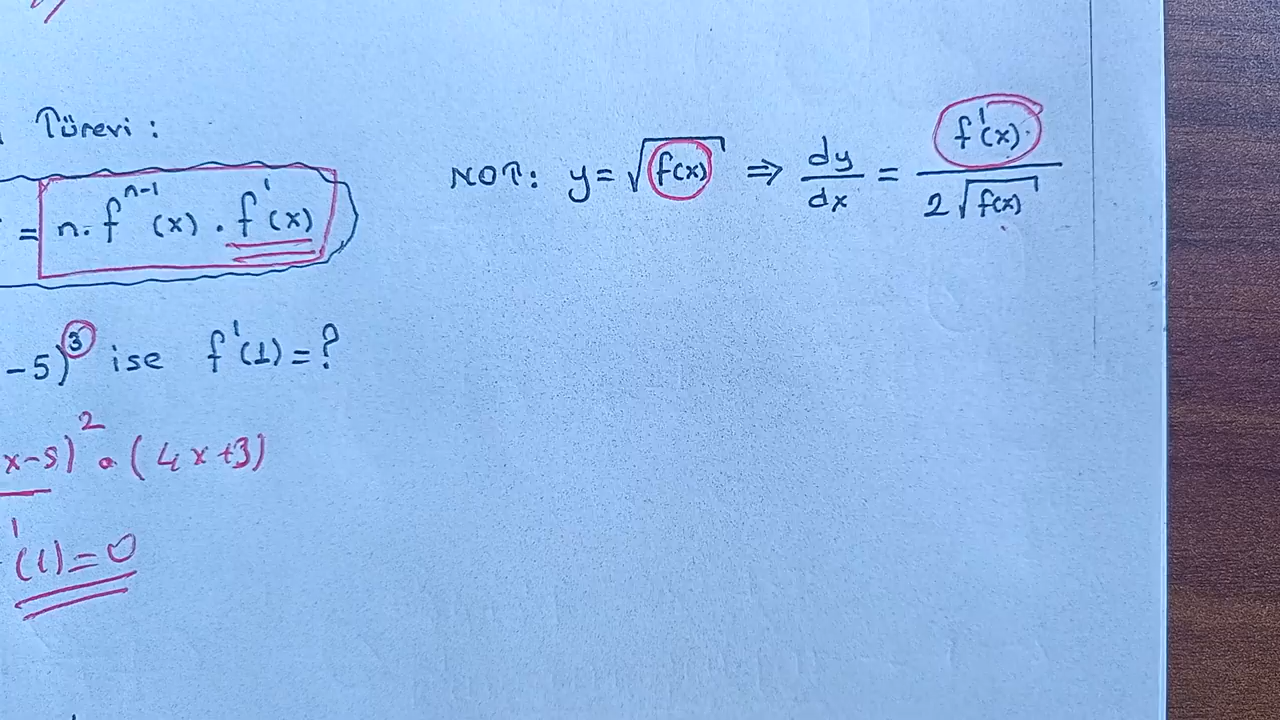 Türevi :
= n. f^{n-1}(x) . f'(x)
-5)^3 ise f'(1)=?
x-5)^2 . (4x+3)
'(1)=0
NOT: y=√f(x) ⇒ dy/dx = f'(x) / 2√f(x)